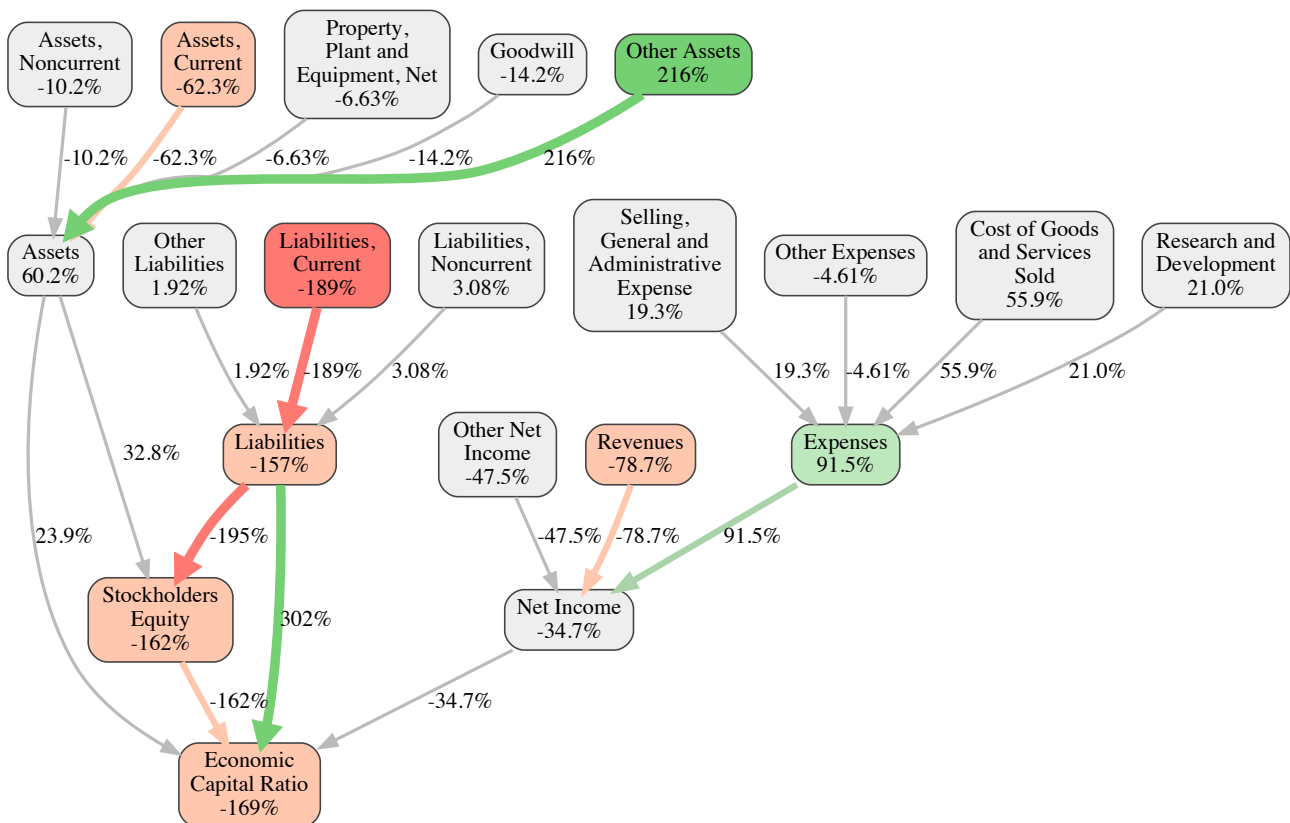 Assets,
Noncurrent
-10.2%
Assets,
Current
-62.3%
Property,
Plant and
Equipment, Net
-6.63%
Goodwill
-14.2%
Other Assets
216%
-10.2%
-62.3%
-6.63%
-14.2%
216%
Assets
60.2%
Other
Liabilities
1.92%
Liabilities,
Current
-189%
Liabilities,
Noncurrent
3.08%
Selling,
General and
Administrative
Expense
19.3%
Other Expenses
-4.61%
Cost of Goods
and Services
Sold
55.9%
Research and
Development
21.0%
1.92%
-189%
3.08%
19.3%
-4.61%
55.9%
21.0%
Liabilities
-157%
Other Net
Income
-47.5%
Revenues
-78.7%
Expenses
91.5%
32.8%
23.9%
-195%
302%
-47.5%
-78.7%
91.5%
Stockholders
Equity
-162%
Net Income
-34.7%
-162%
-34.7%
Economic
Capital Ratio
-169%